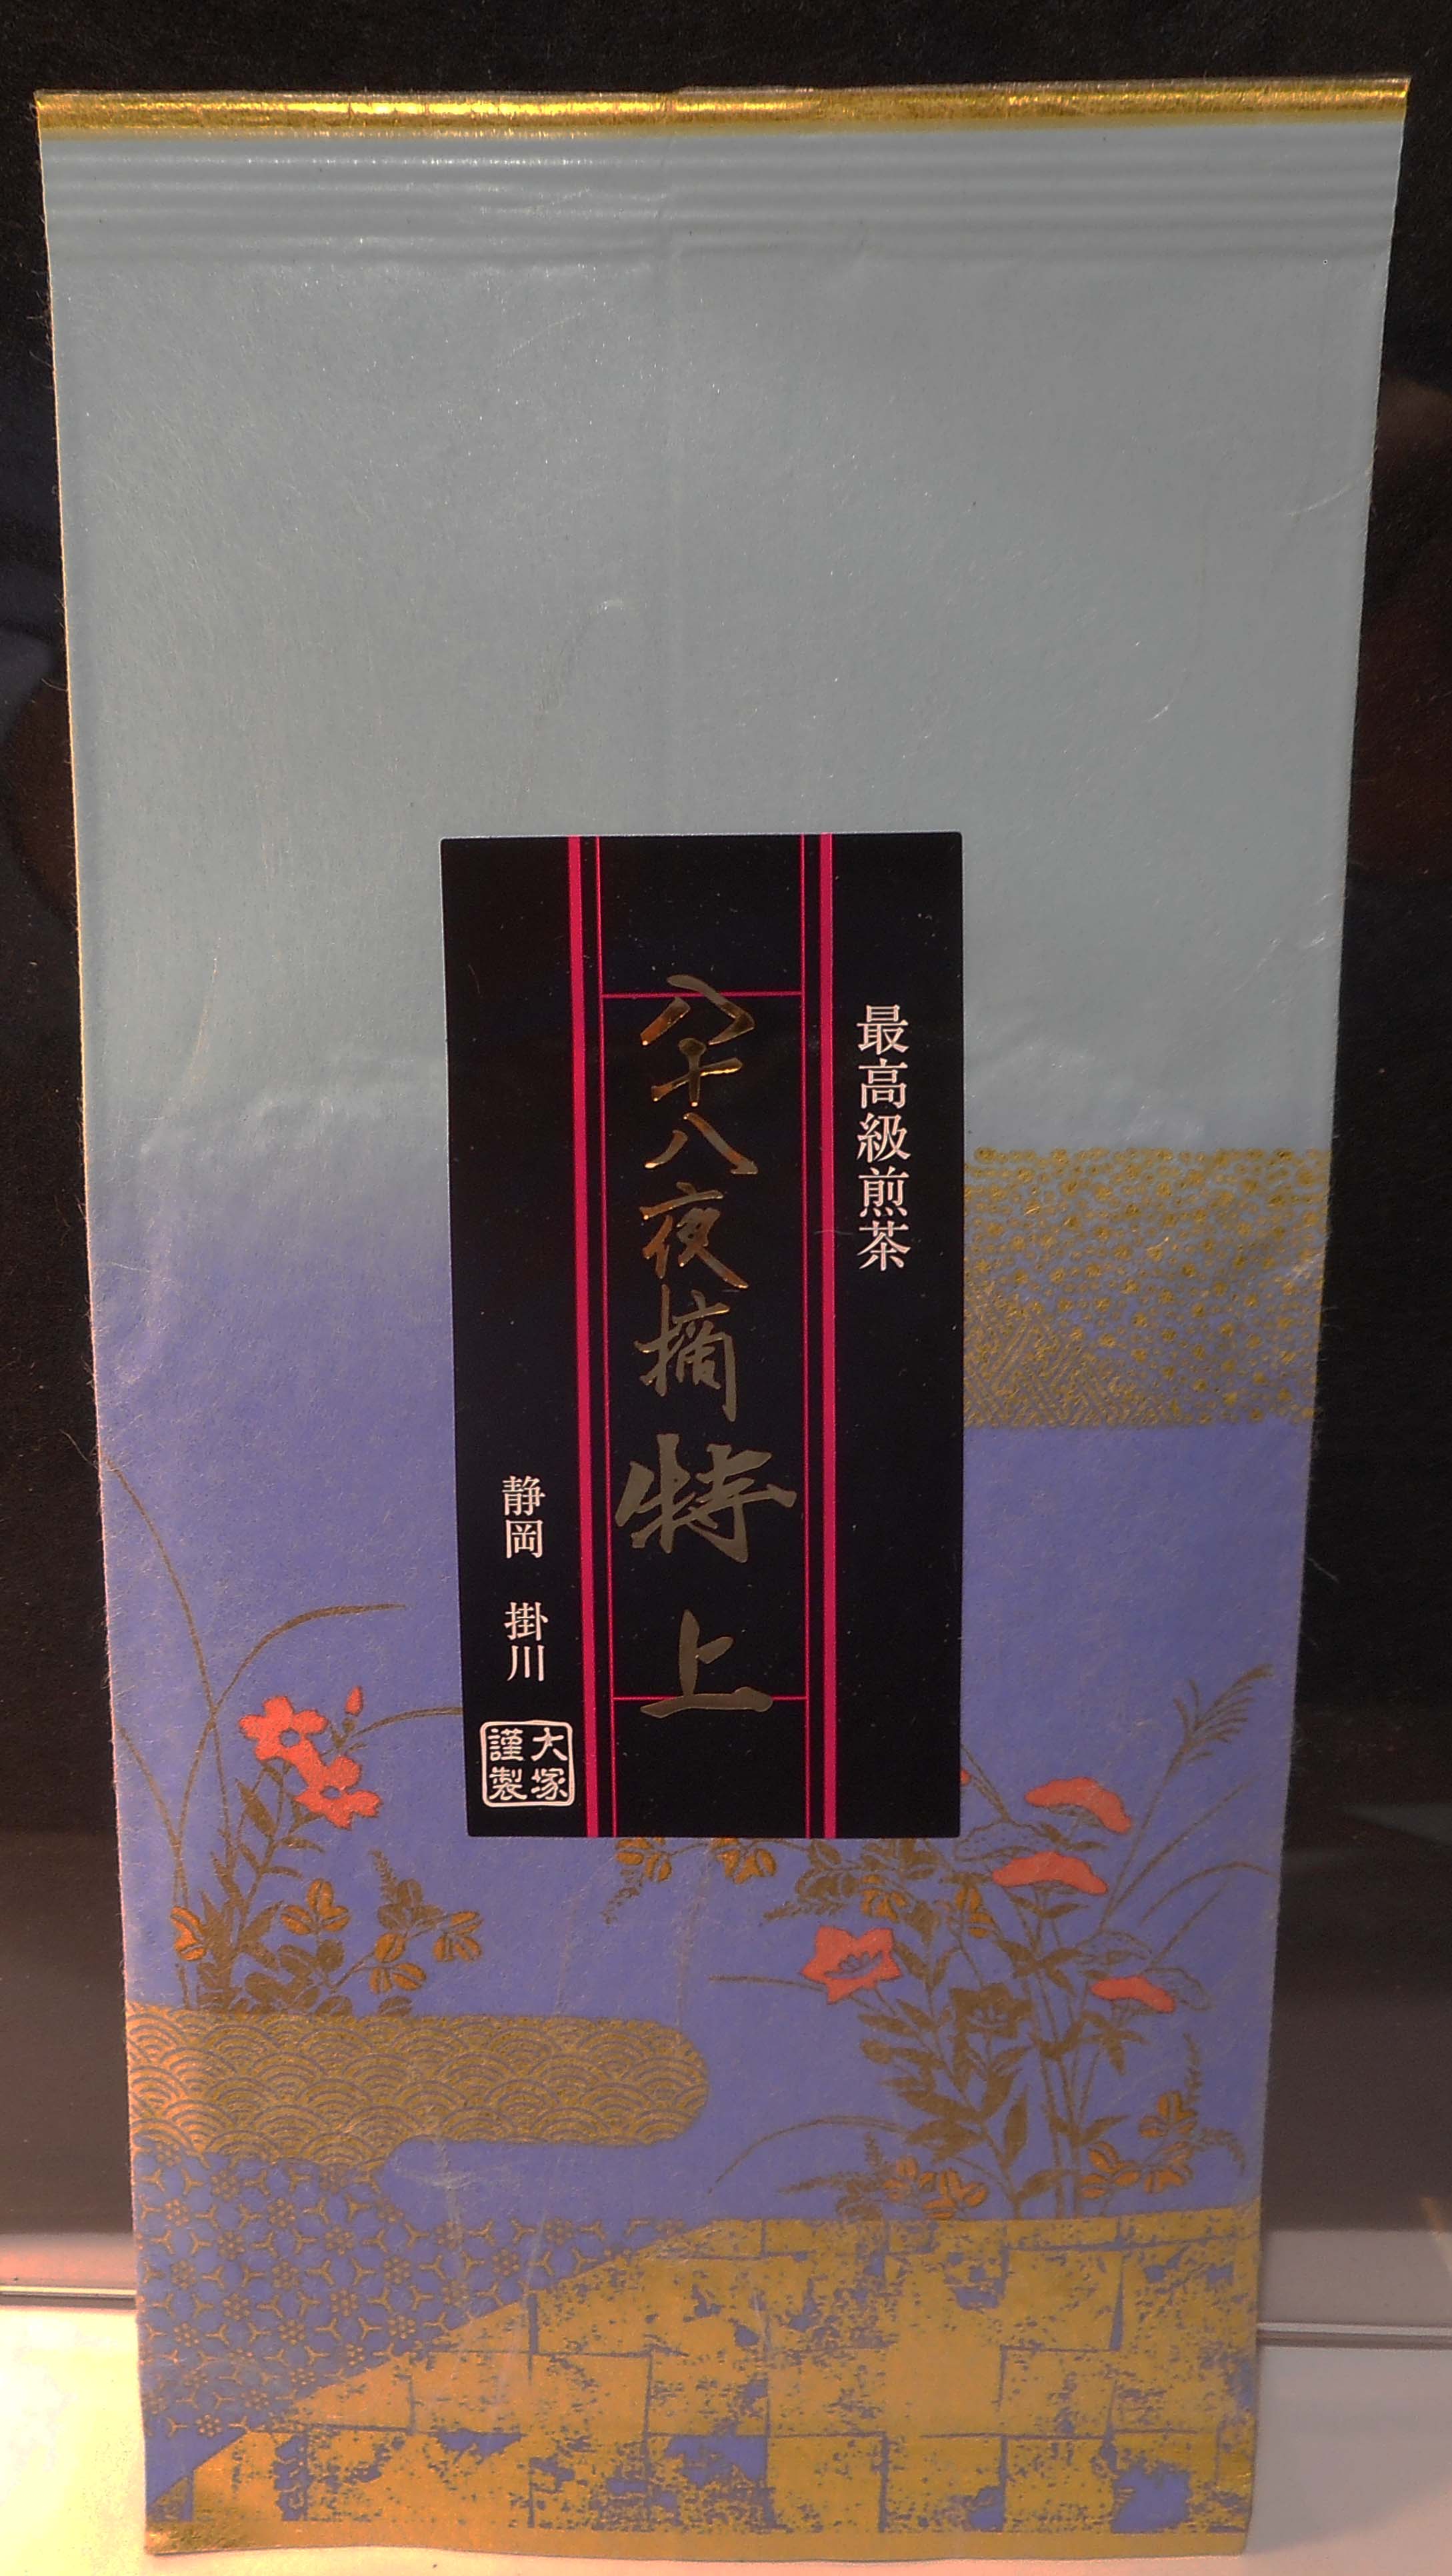 最高級煎茶
八十八夜摘特上
静岡 掛川
大塚
謹製